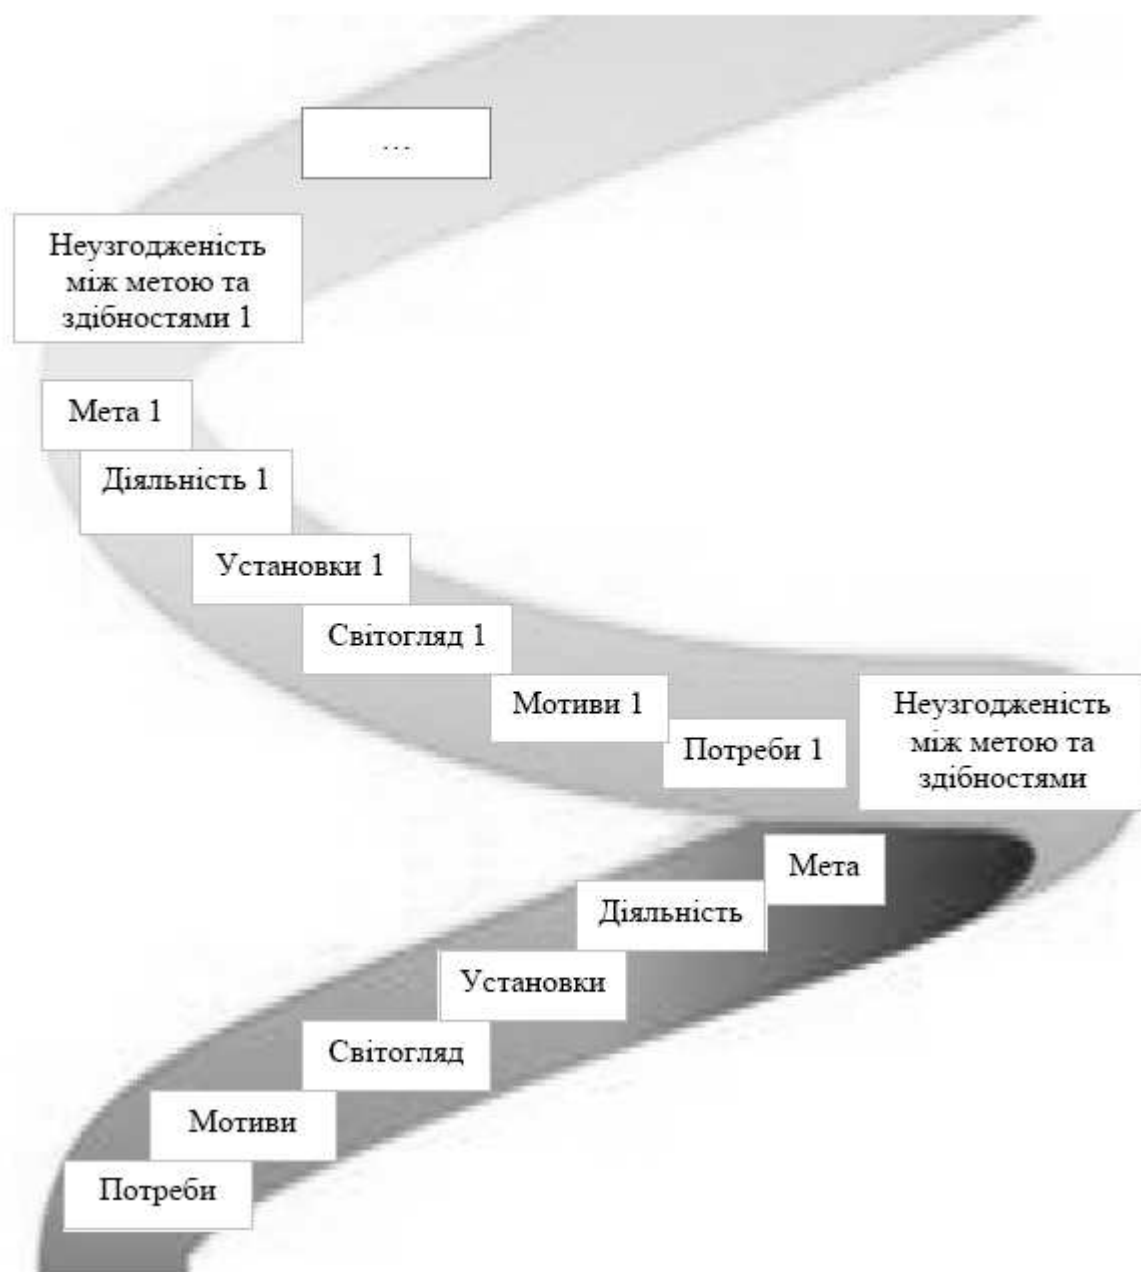 …
Неузгодженість
між метою та
здібностями 1
Мета 1
Діяльність 1
Установки 1
Світогляд 1
Мотиви 1
Потреби 1
Неузгодженість
між метою та
здібностями
Мета
Діяльність
Установки
Світогляд
Мотиви
Потреби